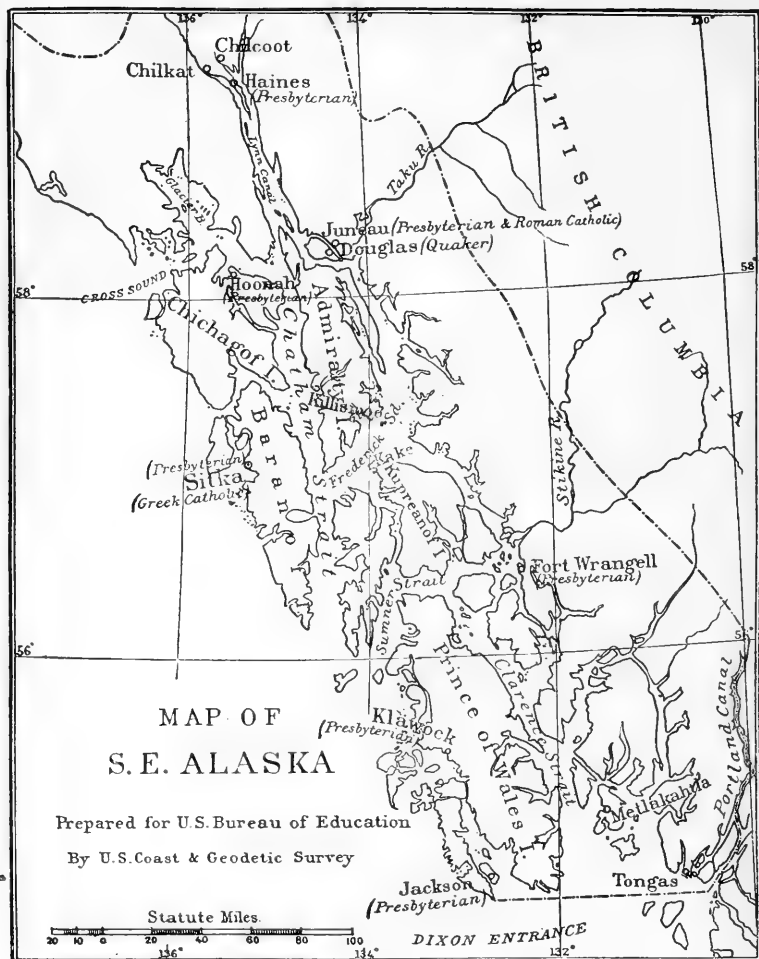 136°
134°
132°
130°
Chilcoot
Chilkat
Haines
(Presbyterian)
BRITISH COLUMBIA
Lynn Canal
Taku R.
Glacier B.
Juneau (Presbyterian & Roman Catholic)
Douglas (Quaker)
CROSS SOUND
Hoonah
(Presbyterian)
58°
58°
Chichagof I.
Admiralty I.
Chatham Strait
Killisnoo
Frederick Sd.
Kake
Kupreanof I.
Stikine R.
Baranof I.
(Presbyterian)
Sitka
(Greek Catholic)
Fort Wrangell
(Presbyterian)
Sumner Strait
56°
Prince of Wales I.
Clarence Strait
Klawock
(Presbyterian)
Portland Canal
Metlakahtla
MAP OF
S.E. ALASKA
Prepared for U.S. Bureau of Education
By U.S. Coast & Geodetic Survey
Jackson
(Presbyterian)
Tongas
Statute Miles.
20 10 0 20 40 60 80 100
DIXON ENTRANCE
136°
134°
132°